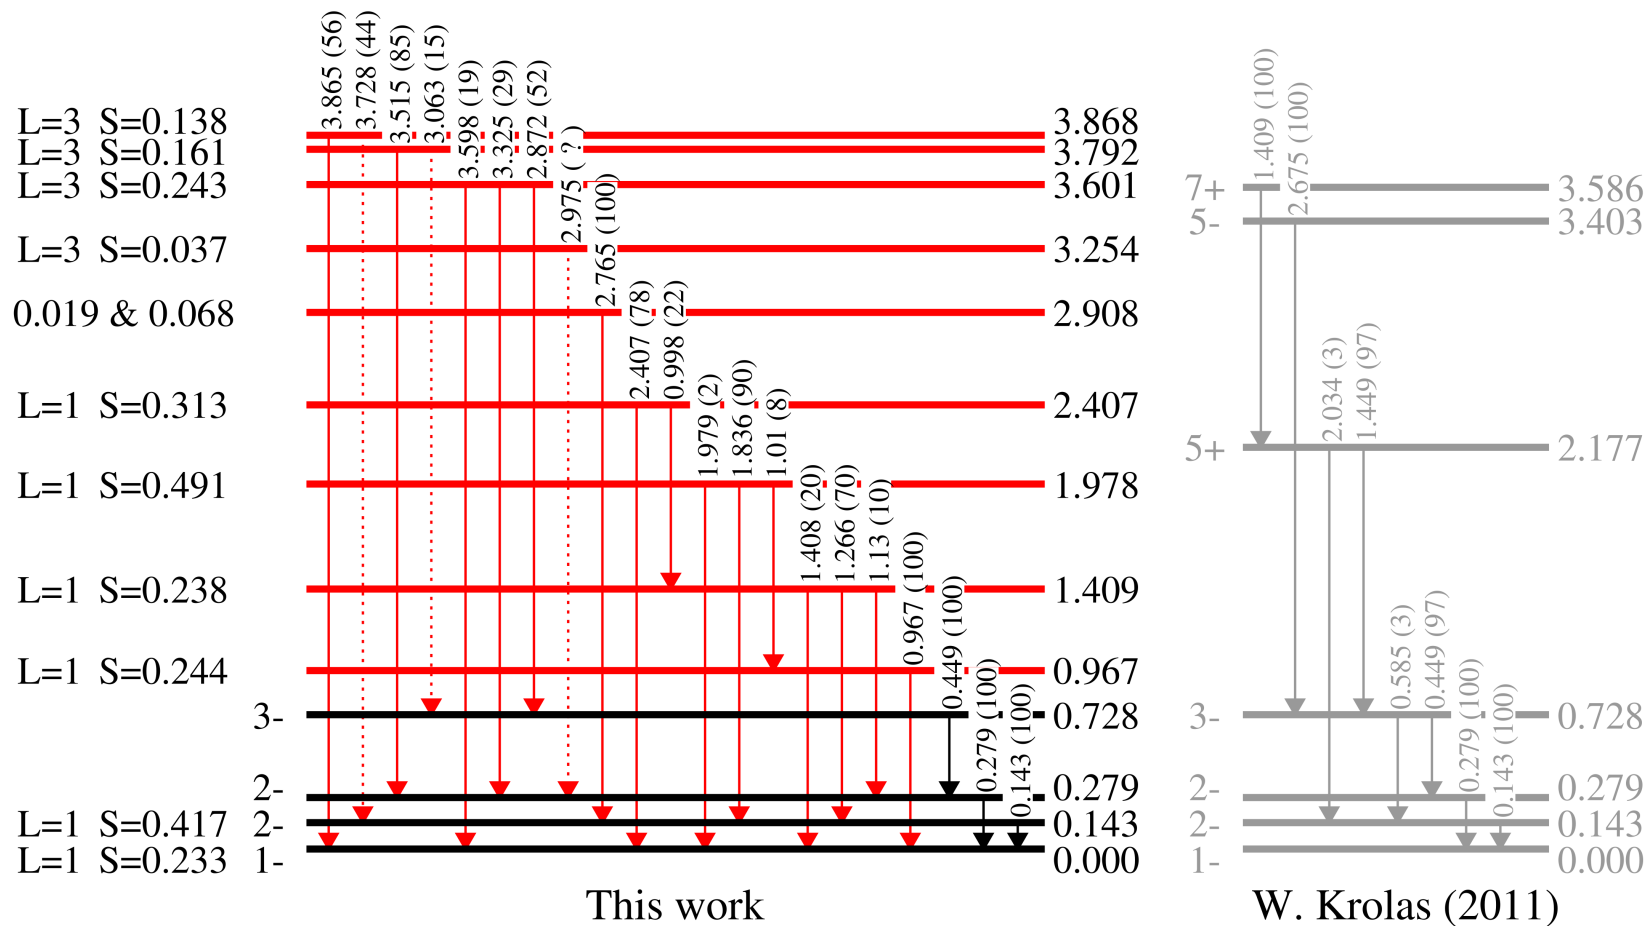 3.865 (56)
3.728 (44)
3.515 (85)
3.063 (15)
3.598 (19)
3.325 (29)
2.872 (52)
2.975 ( ?)
2.765 (100)
2.407 (78)
0.998 (22)
1.979 (2)
1.836 (90)
1.01 (8)
1.408 (20)
1.266 (70)
1.13 (10)
0.967 (100)
0.449 (100)
0.279 (100)
0.143 (100)
L=3 S=0.138 3.868
L=3 S=0.161 3.792
L=3 S=0.243 3.601
L=3 S=0.037 3.254
0.019 & 0.068 2.908
L=1 S=0.313 2.407
L=1 S=0.491 1.978
L=1 S=0.238 1.409
L=1 S=0.244 0.967
3- 0.728
2- 0.279
L=1 S=0.417 2- 0.143
L=1 S=0.233 1- 0.000
This work
1.409 (100)
2.675 (100)
2.034 (3)
1.449 (97)
0.585 (3)
0.449 (97)
0.279 (100)
0.143 (100)
7+ 3.586
5- 3.403
5+ 2.177
3- 0.728
2- 0.279
2- 0.143
1- 0.000
W. Krolas (2011)